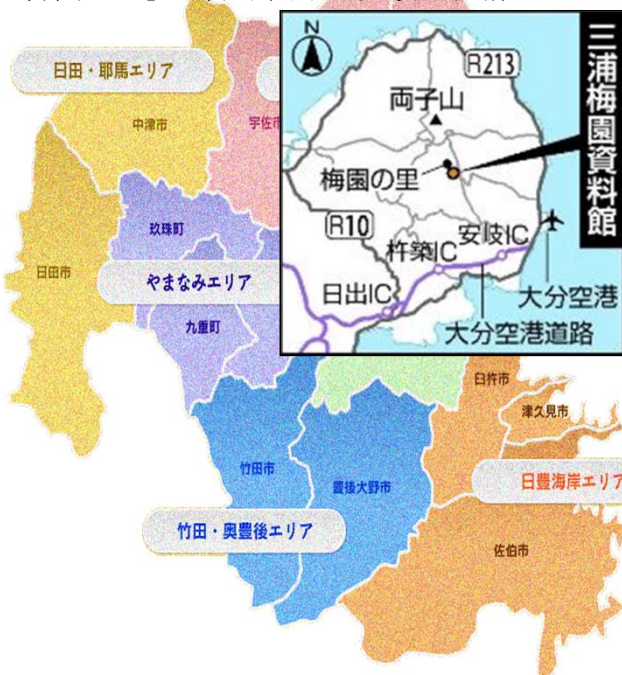 日田・耶馬エリア
中津市
宇佐市
玖珠町
日田市
やまなみエリア
九重町
N
R213
両子山
三浦梅園資料館
梅園の里
R10
安岐IC
杵築IC
日出IC
大分空港
大分空港道路
臼杵市
津久見市
竹田市
豊後大野市
日豊海岸エリア
竹田・奥豊後エリア
佐伯市